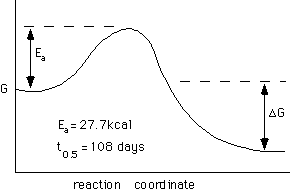 Ea
G
ΔG
Ea = 27.7kcal
t0.5 = 108 days
reaction coordinate